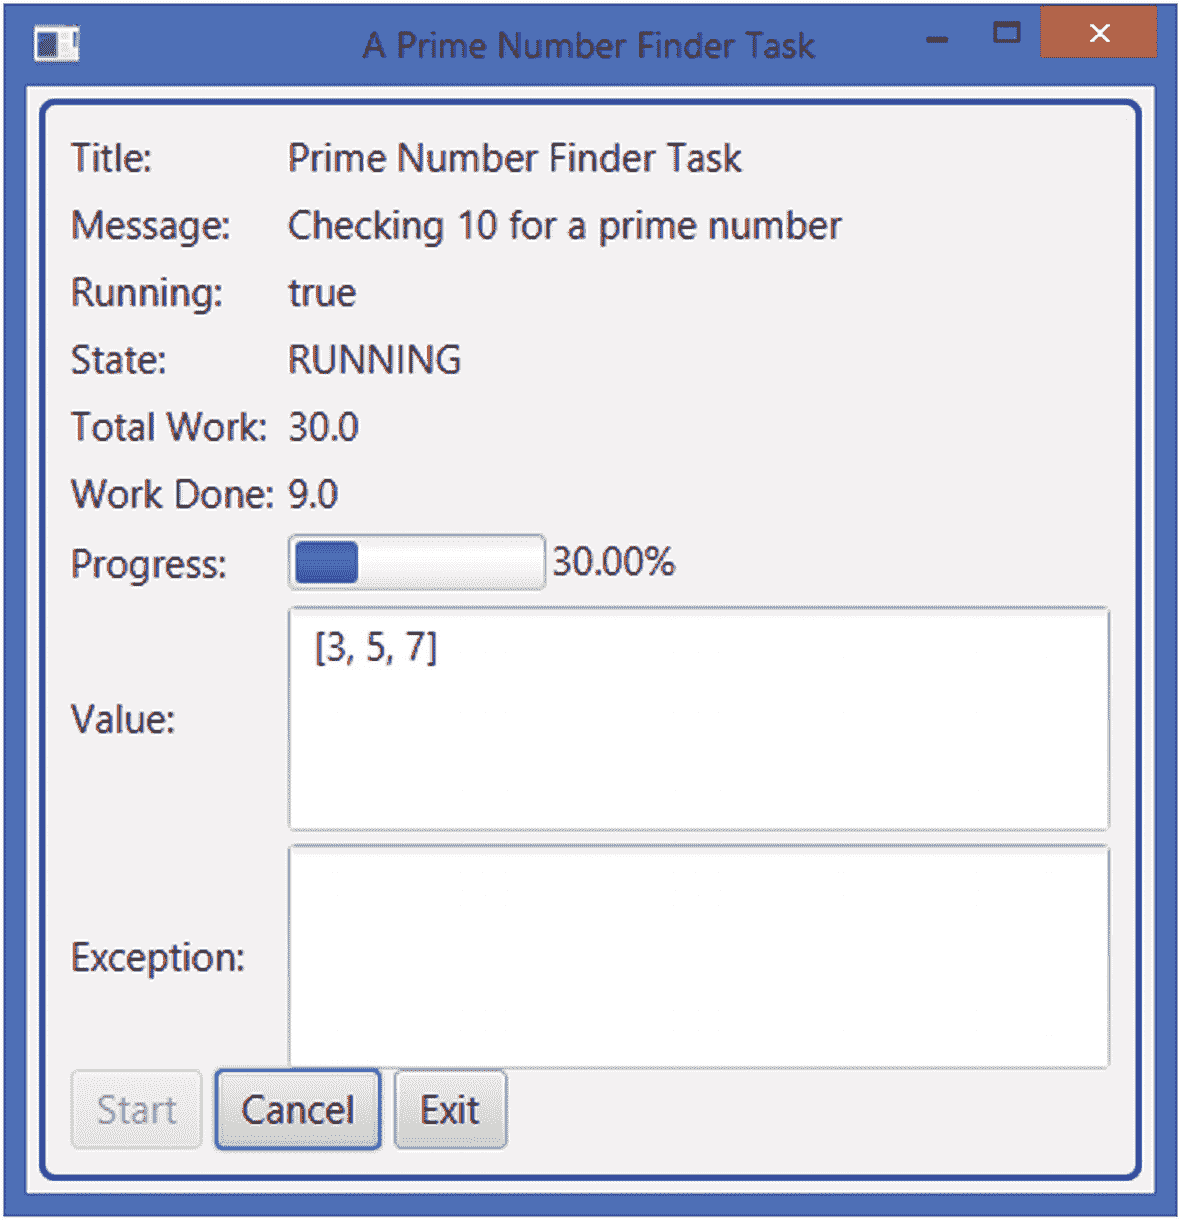 A Prime Number Finder Task
Title: Prime Number Finder Task
Message: Checking 10 for a prime number
Running: true
State: RUNNING
Total Work: 30.0
Work Done: 9.0
Progress: 30.00%
Value: [3, 5, 7]
Exception:
Start Cancel Exit